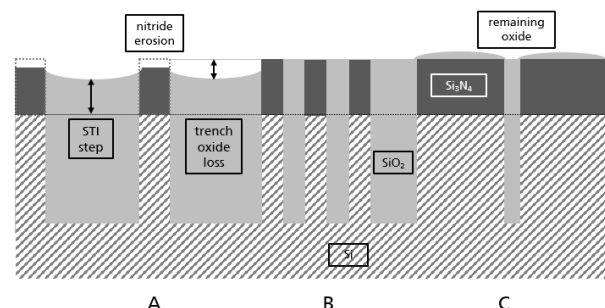 nitride
erosion
remaining
oxide
Si₃N₄
STI
step
trench
oxide
loss
SiO₂
Si
A
B
C